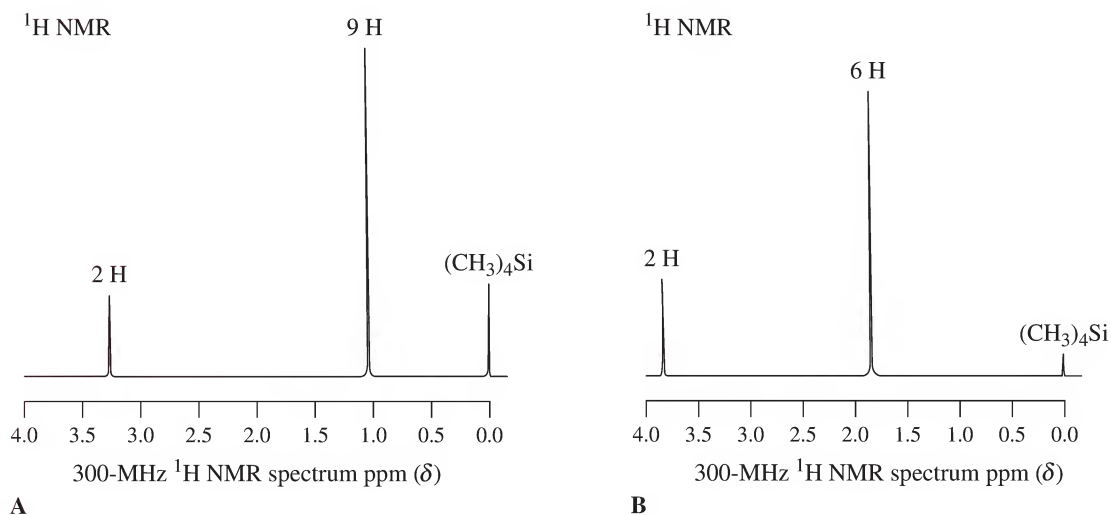 ¹H NMR
9 H
2 H
(CH₃)₄Si
4.0 3.5 3.0 2.5 2.0 1.5 1.0 0.5 0.0
300-MHz ¹H NMR spectrum ppm (δ)
A
¹H NMR
6 H
2 H
(CH₃)₄Si
4.0 3.5 3.0 2.5 2.0 1.5 1.0 0.5 0.0
300-MHz ¹H NMR spectrum ppm (δ)
B